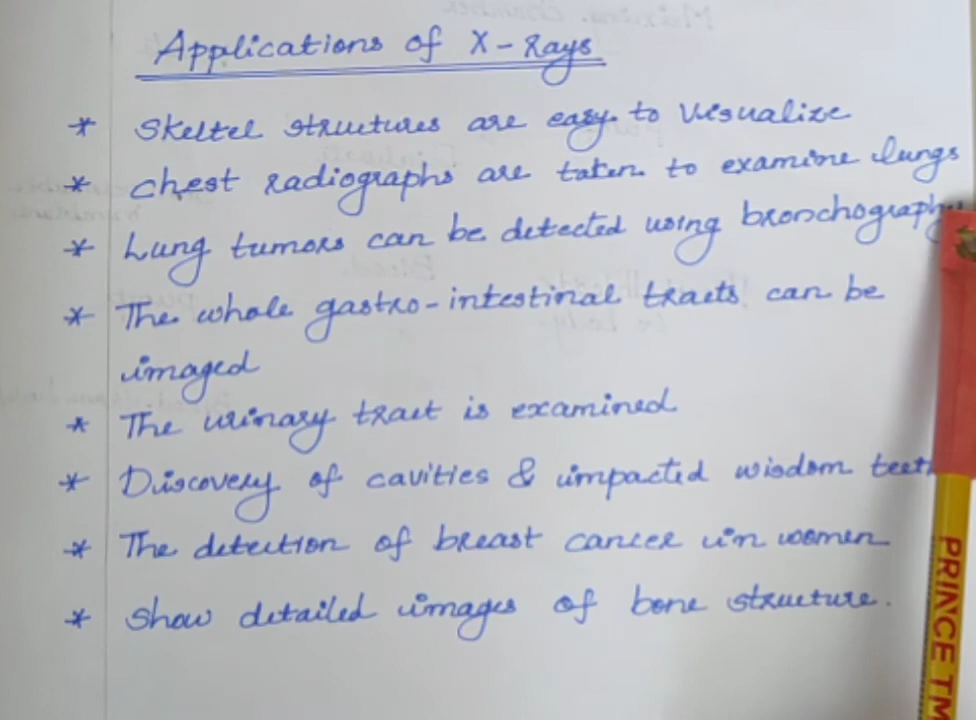 Applications of X-Rays
* Skeltel structures are easy to visualize
* chest radiographs are taken to examine lungs
* Lung tumors can be detected using bronchography
* The whole gastro-intestinal tracts can be
imaged
* The urinary tract is examined
* Discovery of cavities & impacted wisdom teeth
* The detection of breast cancer in women
* Show detailed images of bone structure.
PRINCE TM